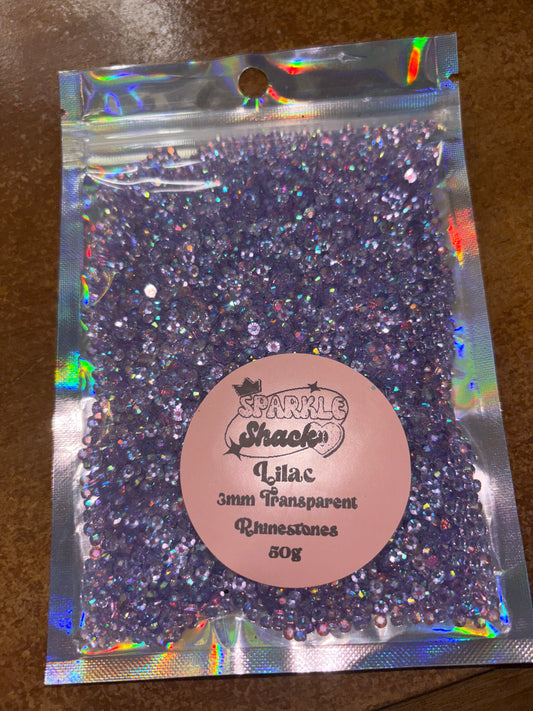 SPARKLE
Shack
Lilac
3mm Transparent
Rhinestones
50g